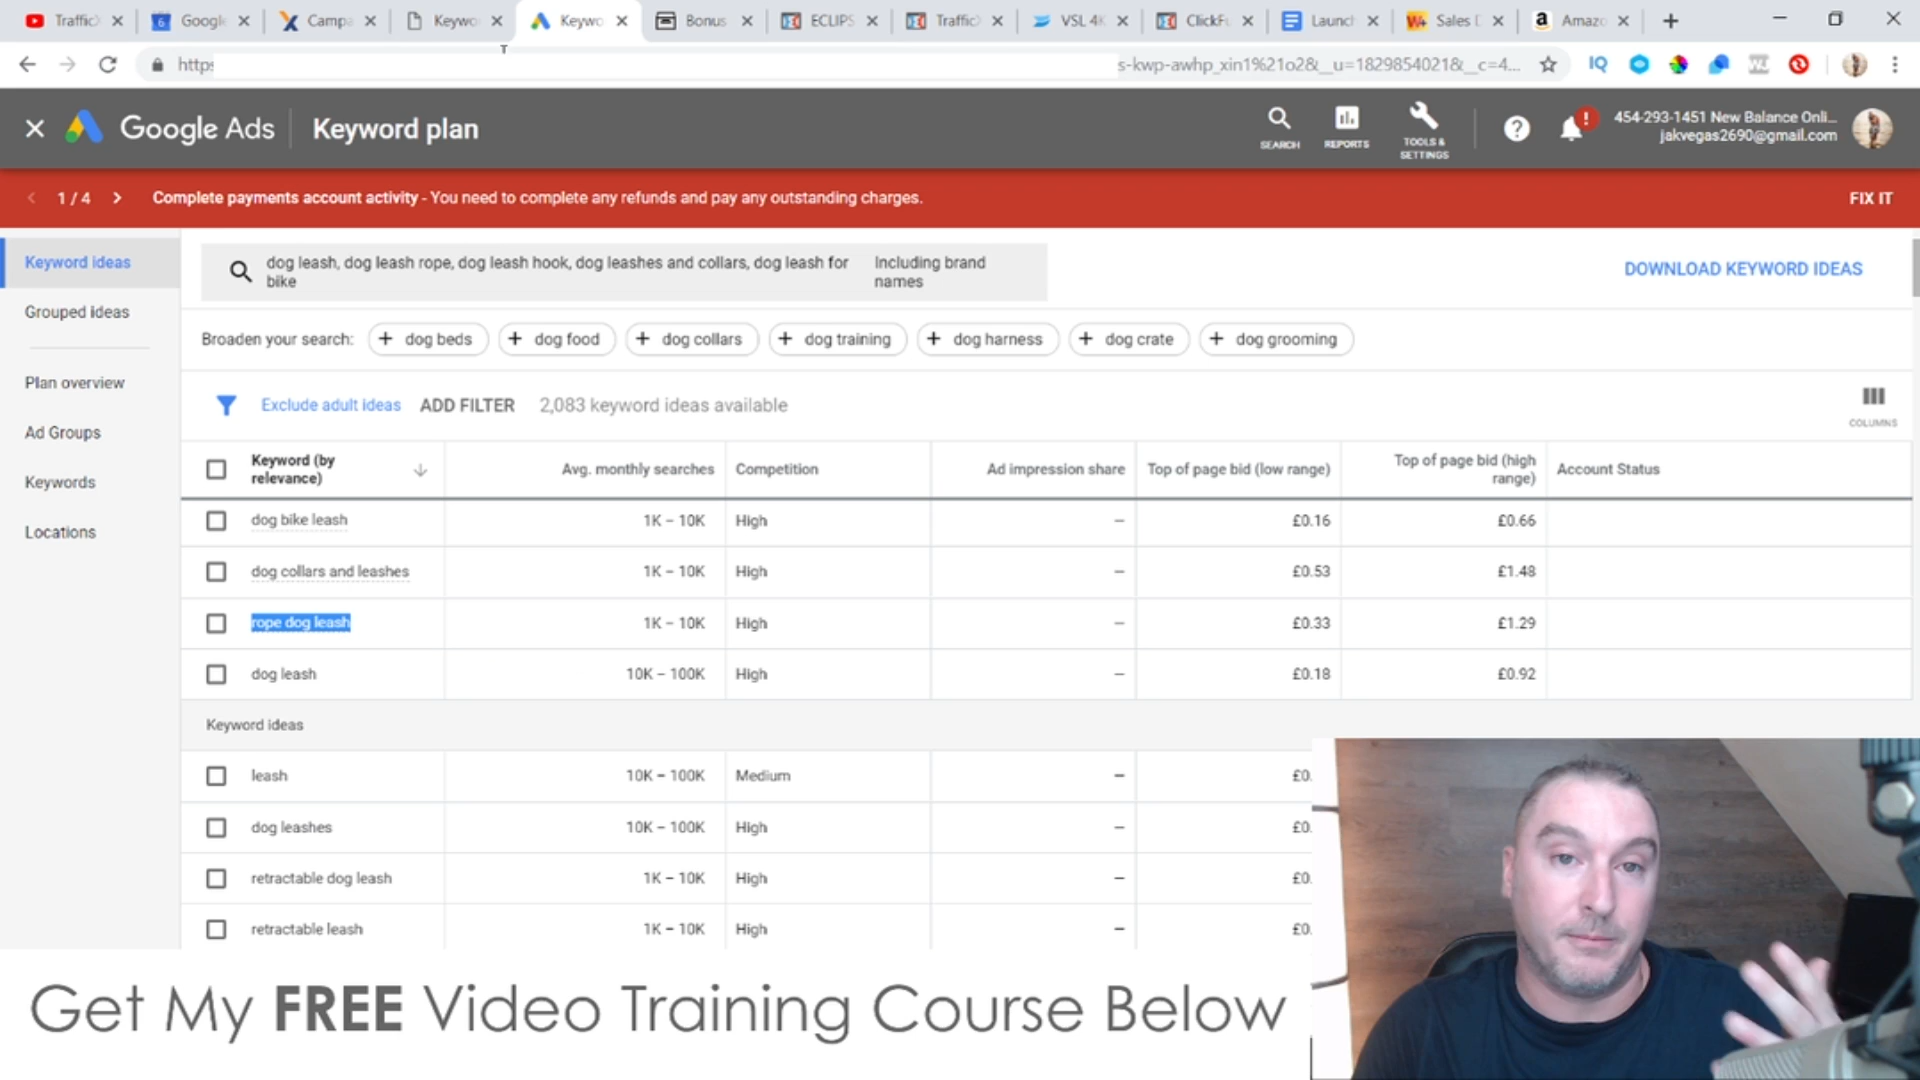 Traffic
Google
Campa
Keywo
Keywo
Bonus
ECLIPS
Traffic
VSL 4K
ClickFu
Launch
Sales
Amazo
https
s-kwp-awhp_xin1%21o2&__u=1829854021&__c=4...
IQ
Google Ads
Keyword plan
SEARCH
REPORTS
TOOLS &
SETTINGS
454-293-1451 New Balance Onli...
jakvegas2690@gmail.com
1 / 4
Complete payments account activity - You need to complete any refunds and pay any outstanding charges.
FIX IT
Keyword ideas
Grouped ideas
Plan overview
Ad Groups
Keywords
Locations
dog leash, dog leash rope, dog leash hook, dog leashes and collars, dog leash for
bike
Including brand
names
DOWNLOAD KEYWORD IDEAS
Broaden your search: + dog beds + dog food + dog collars + dog training + dog harness + dog crate + dog grooming
Exclude adult ideas ADD FILTER 2,083 keyword ideas available
COLUMNS
Keyword (by
relevance)
Avg. monthly searches
Competition
Ad impression share
Top of page bid (low range)
Top of page bid (high
range)
Account Status
dog bike leash 1K – 10K High – £0.16 £0.66
dog collars and leashes 1K – 10K High – £0.53 £1.48
rope dog leash 1K – 10K High – £0.33 £1.29
dog leash 10K – 100K High – £0.18 £0.92
Keyword ideas
leash 10K – 100K Medium – £0.
dog leashes 10K – 100K High – £0.
retractable dog leash 1K – 10K High – £0.
retractable leash 1K – 10K High – £0.
Get My FREE Video Training Course Below